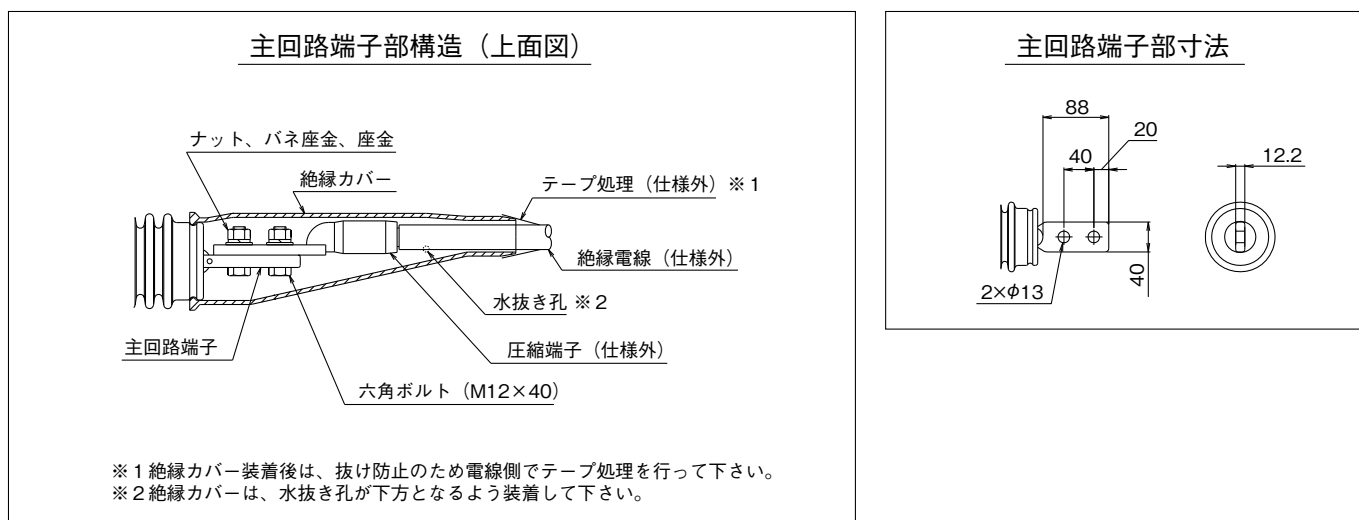 主回路端子部構造（上面図）
ナット、バネ座金、座金
絶縁カバー
テープ処理（仕様外）※1
絶縁電線（仕様外）
水抜き孔 ※2
主回路端子
圧縮端子（仕様外）
六角ボルト（M12×40）
※1絶縁カバー装着後は、抜け防止のため電線側でテープ処理を行って下さい。
※2絶縁カバーは、水抜き孔が下方となるよう装着して下さい。
主回路端子部寸法
88
20
40
12.2
2×φ13
40